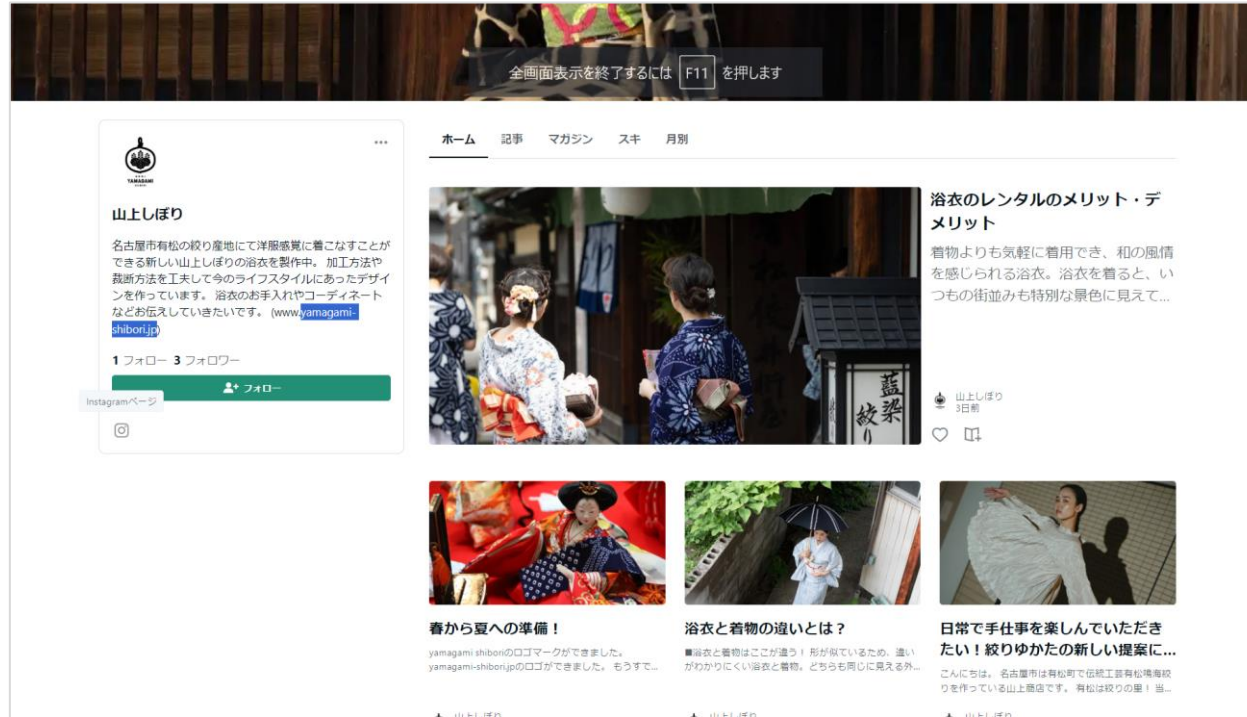 全画面表示を終了するには F11 を押します
YAMAGAMI
山上しぼり
名古屋市有松の絞り産地にて洋服感覚に着こなすことが
できる新しい山上しぼりの浴衣を製作中。 加工方法や
裁断方法を工夫して今のライフスタイルにあったデザイ
ンを作っています。 浴衣のお手入れやコーディネート
などお伝えしていきたいです。 (www.yamagami-
shibori.jp)
1 フォロー 3 フォロワー
フォロー
Instagramページ
ホーム 記事 マガジン スキ 月別
藍染
絞り
浴衣のレンタルのメリット・デ
メリット
着物よりも気軽に着用でき、和の風情
を感じられる浴衣。浴衣を着ると、い
つもの街並みも特別な景色に見えて...
山上しぼり
3日前
春から夏への準備！
yamagami shiboriのロゴマークができました。
yamagami-shibori.jpのロゴができました。 もうすで...
山上しぼり
浴衣と着物の違いとは？
■浴衣と着物はここが違う！ 形が似ているため、違い
がわかりにくい浴衣と着物。どちらも同じに見える外...
山上しぼり
日常で手仕事を楽しんでいただき
たい！絞りゆかたの新しい提案に...
こんにちは。 名古屋市は有松町で伝統工芸有松鳴海絞
りを作っている山上商店です。 有松は絞りの里！ 当...
山上しぼり